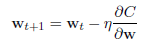 w_{t+1} = w_t − η ∂C/∂w